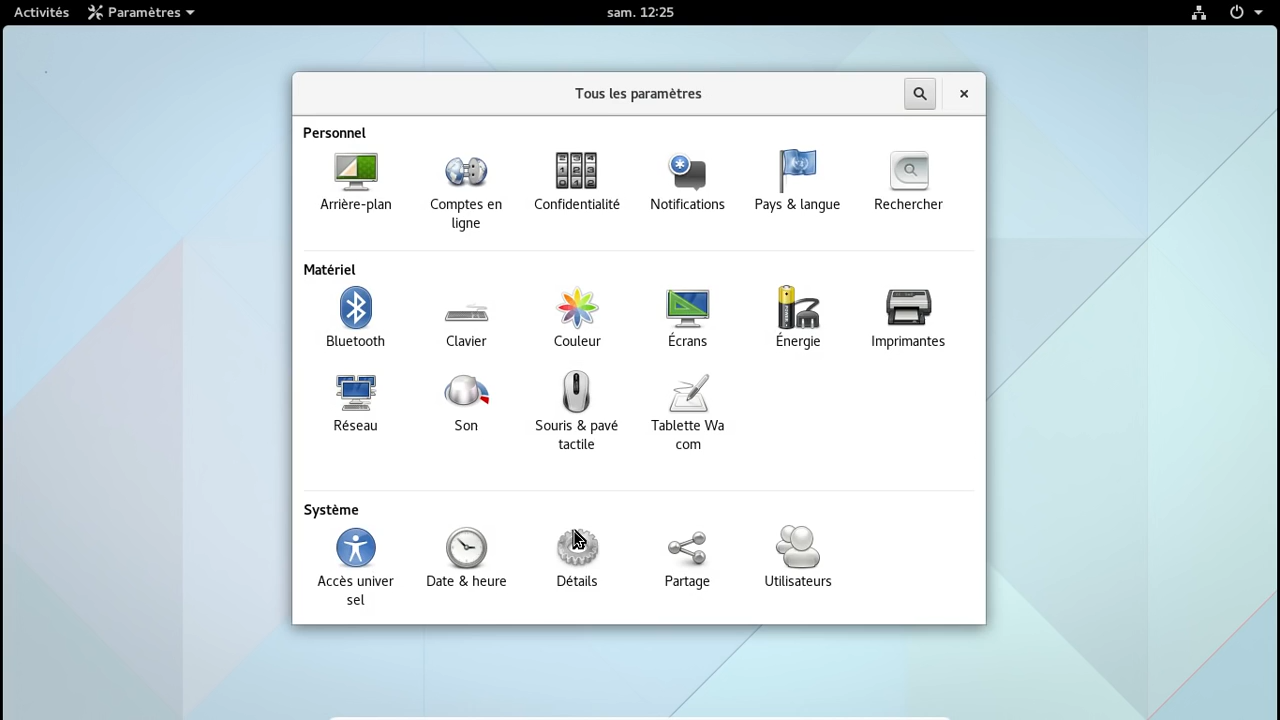 Activités Paramètres sam. 12:25
Tous les paramètres
Personnel
Arrière-plan Comptes en ligne Confidentialité Notifications Pays & langue Rechercher
Matériel
Bluetooth Clavier Couleur Écrans Énergie Imprimantes
Réseau Son Souris & pavé tactile Tablette Wa com
Système
Accès univer sel Date & heure Détails Partage Utilisateurs